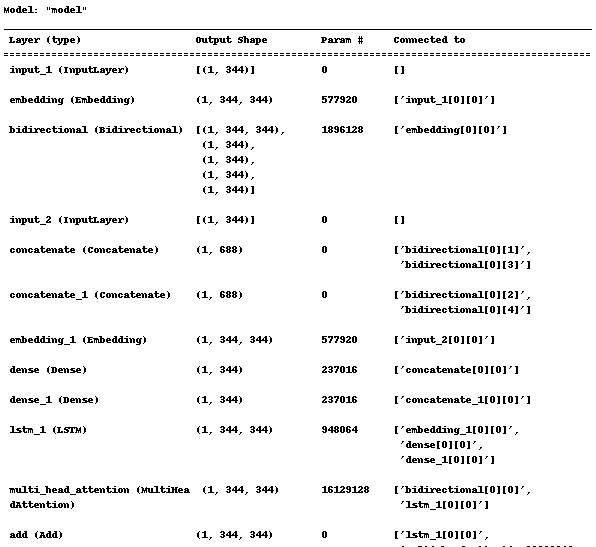 Model: "model"
Layer (type) Output Shape Param # Connected to
input_1 (InputLayer) [(1, 344)] 0 []
embedding (Embedding) (1, 344, 344) 577920 ['input_1[0][0]']
bidirectional (Bidirectional) [(1, 344, 344), 1896128 ['embedding[0][0]']
(1, 344),
(1, 344),
(1, 344),
(1, 344)]
input_2 (InputLayer) [(1, 344)] 0 []
concatenate (Concatenate) (1, 688) 0 ['bidirectional[0][1]',
'bidirectional[0][3]']
concatenate_1 (Concatenate) (1, 688) 0 ['bidirectional[0][2]',
'bidirectional[0][4]']
embedding_1 (Embedding) (1, 344, 344) 577920 ['input_2[0][0]']
dense (Dense) (1, 344) 237016 ['concatenate[0][0]']
dense_1 (Dense) (1, 344) 237016 ['concatenate_1[0][0]']
lstm_1 (LSTM) (1, 344, 344) 948064 ['embedding_1[0][0]',
'dense[0][0]',
'dense_1[0][0]']
multi_head_attention (MultiHea (1, 344, 344) 16129128 ['bidirectional[0][0]',
dAttention) 'lstm_1[0][0]']
add (Add) (1, 344, 344) 0 ['lstm_1[0][0]',